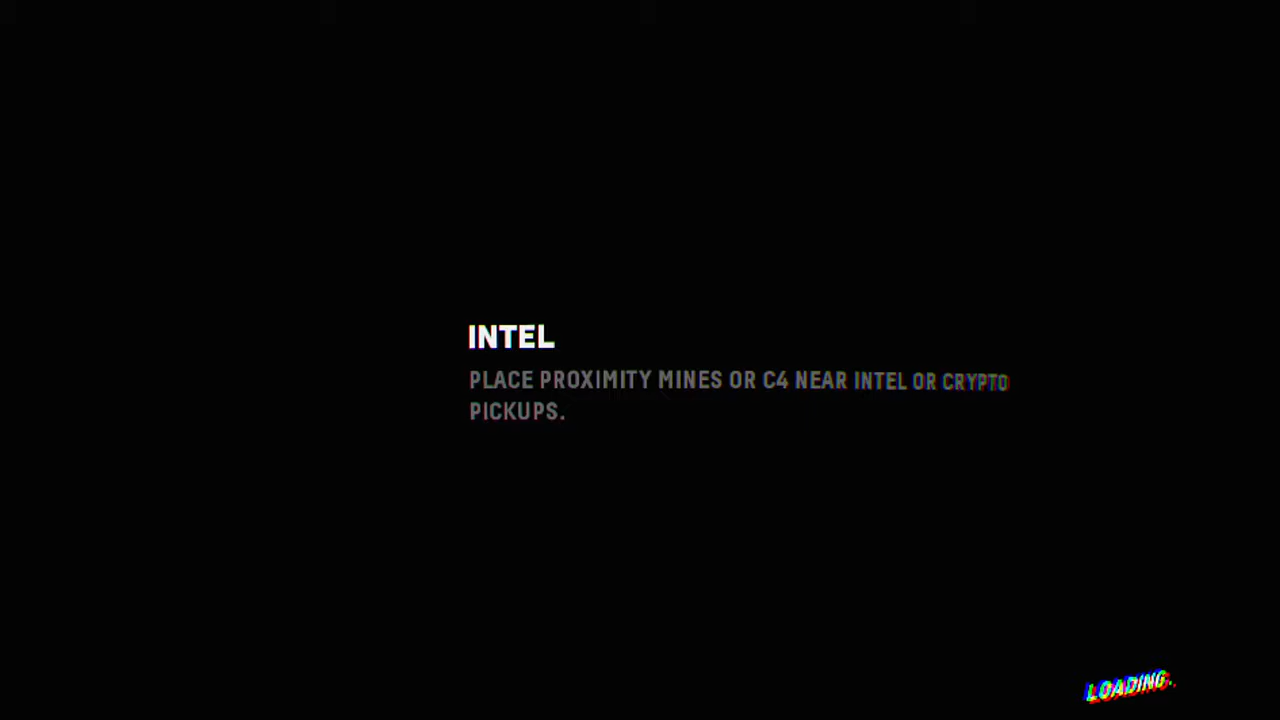 INTEL
PLACE PROXIMITY MINES OR C4 NEAR INTEL OR CRYPTO
PICKUPS.
LOADING.